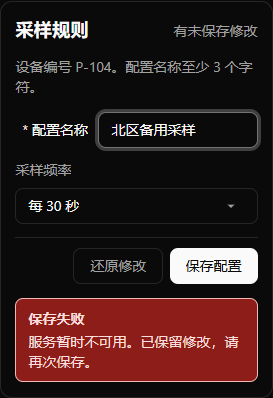 采样规则
有未保存修改
设备编号 P-104。配置名称至少 3 个字
符。
* 配置名称
北区备用采样
采样频率
每 30 秒
还原修改
保存配置
保存失败
服务暂时不可用。已保留修改，请
再次保存。